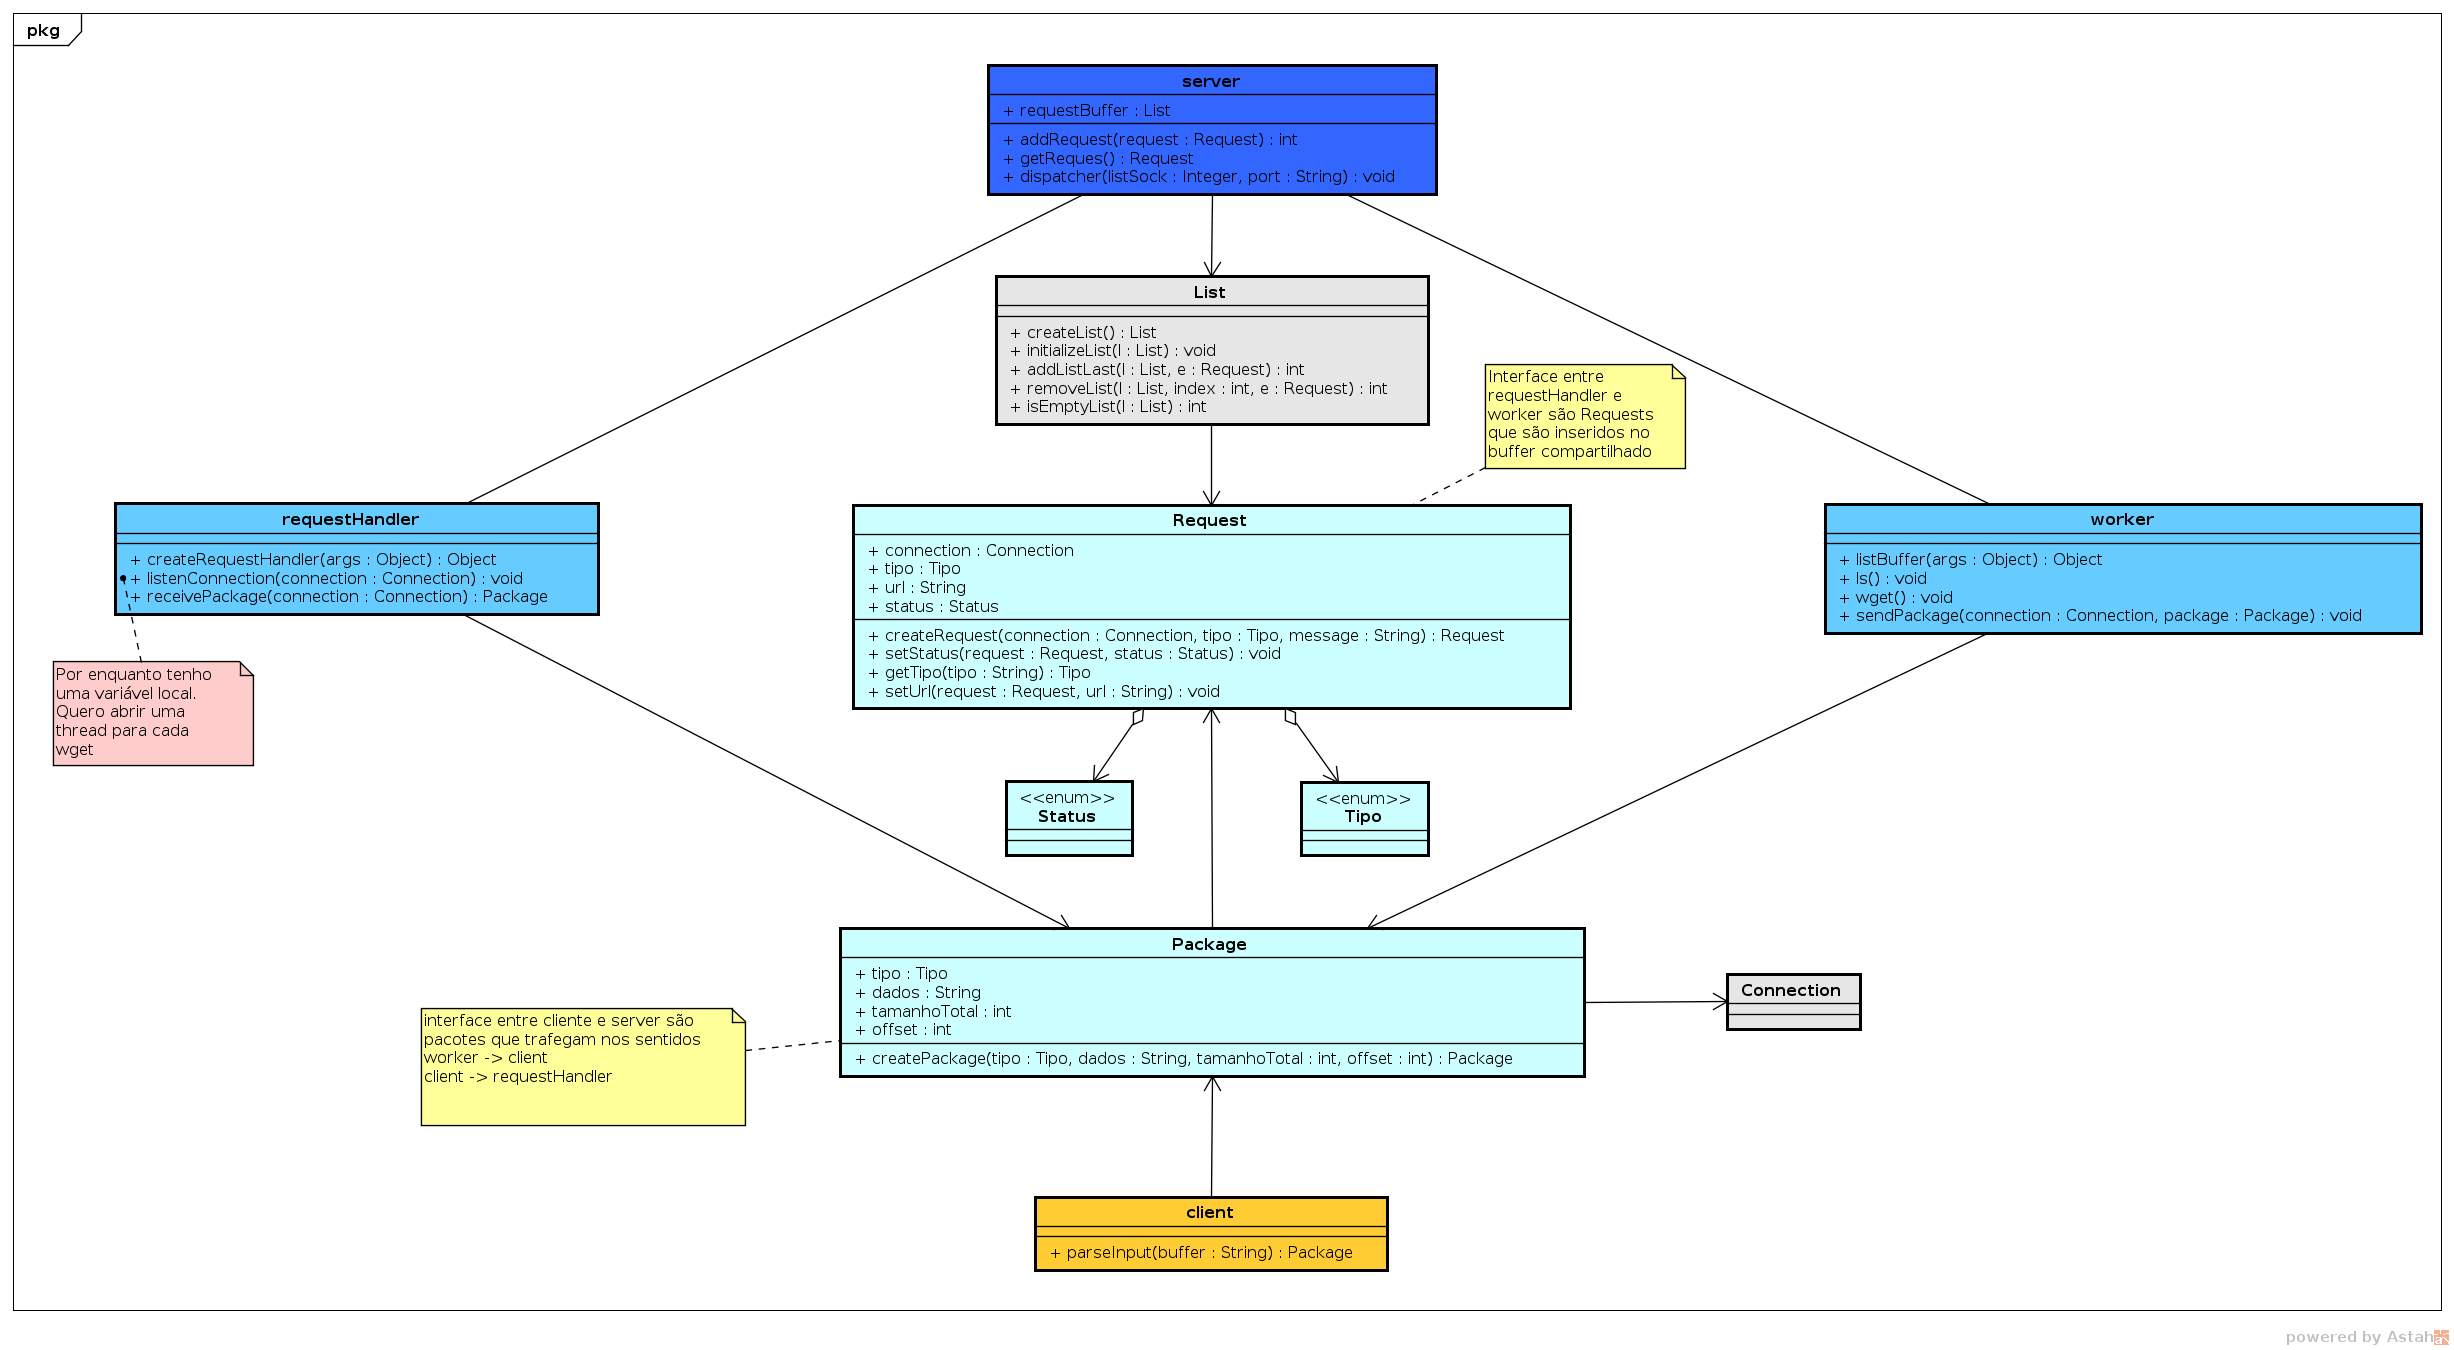 pkg
server
+ requestBuffer : List
+ addRequest(request : Request) : int
+ getReques() : Request
+ dispatcher(listSock : Integer, port : String) : void
List
+ createList() : List
+ initializeList(l : List) : void
+ addListLast(l : List, e : Request) : int
+ removeList(l : List, index : int, e : Request) : int
+ isEmptyList(l : List) : int
Interface entre
requestHandler e
worker são Requests
que são inseridos no
buffer compartilhado
requestHandler
+ createRequestHandler(args : Object) : Object
+ listenConnection(connection : Connection) : void
+ receivePackage(connection : Connection) : Package
Request
+ connection : Connection
+ tipo : Tipo
+ url : String
+ status : Status
+ createRequest(connection : Connection, tipo : Tipo, message : String) : Request
+ setStatus(request : Request, status : Status) : void
+ getTipo(tipo : String) : Tipo
+ setUrl(request : Request, url : String) : void
worker
+ listBuffer(args : Object) : Object
+ ls() : void
+ wget() : void
+ sendPackage(connection : Connection, package : Package) : void
Por enquanto tenho
uma variável local.
Quero abrir uma
thread para cada
wget
<<enum>>
Status
<<enum>>
Tipo
Package
+ tipo : Tipo
+ dados : String
+ tamanhoTotal : int
+ offset : int
+ createPackage(tipo : Tipo, dados : String, tamanhoTotal : int, offset : int) : Package
Connection
interface entre cliente e server são
pacotes que trafegam nos sentidos
worker -> client
client -> requestHandler
client
+ parseInput(buffer : String) : Package
powered by Astah